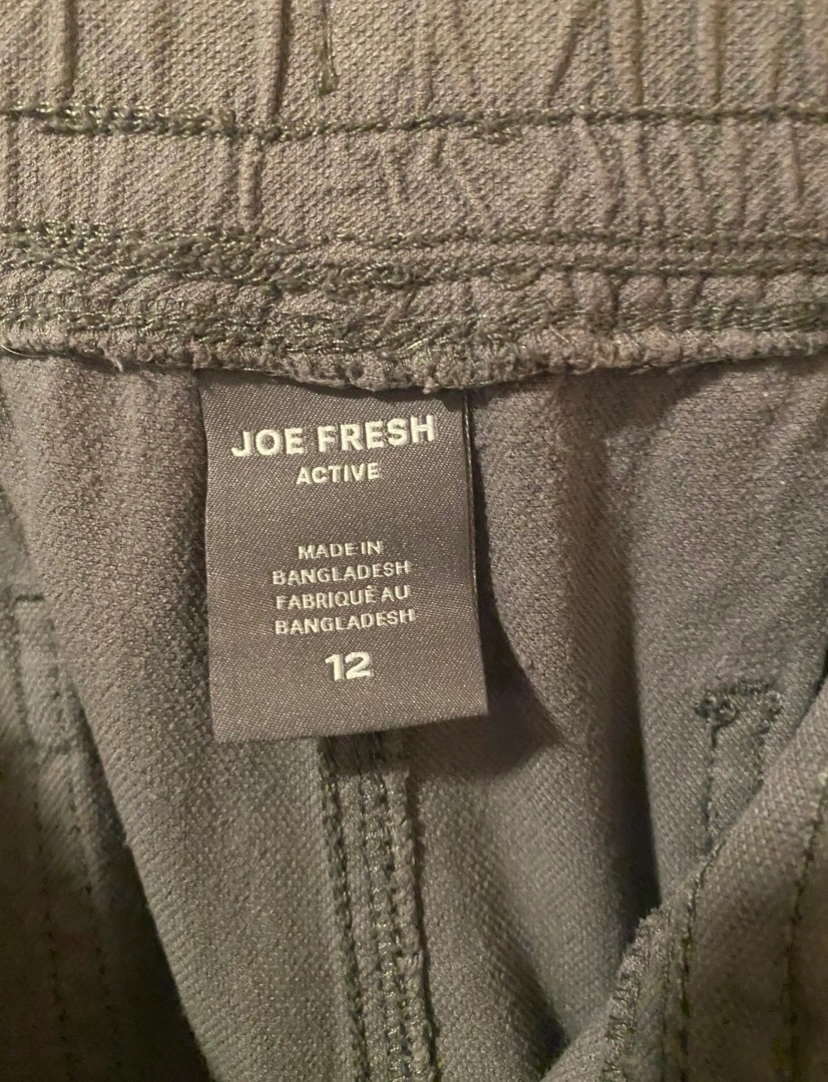 JOE FRESH
ACTIVE
MADE IN
BANGLADESH
FABRIQUÉ AU
BANGLADESH
12